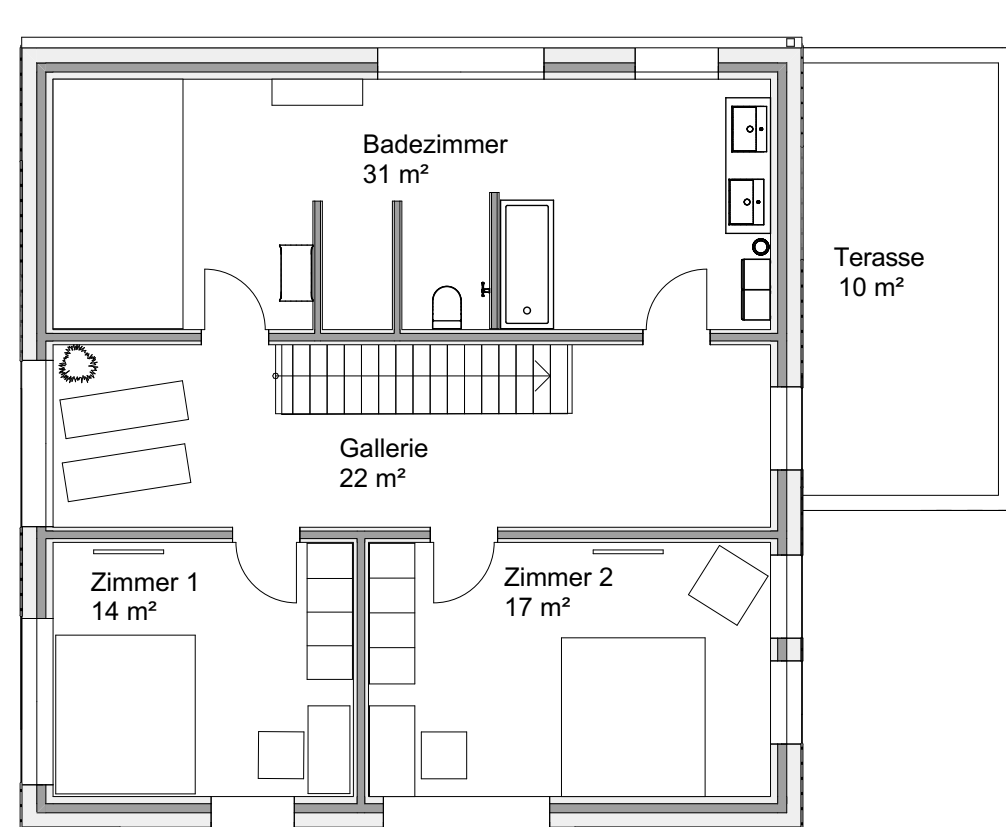 Badezimmer
31 m²
Terasse
10 m²
Gallerie
22 m²
Zimmer 1
14 m²
Zimmer 2
17 m²